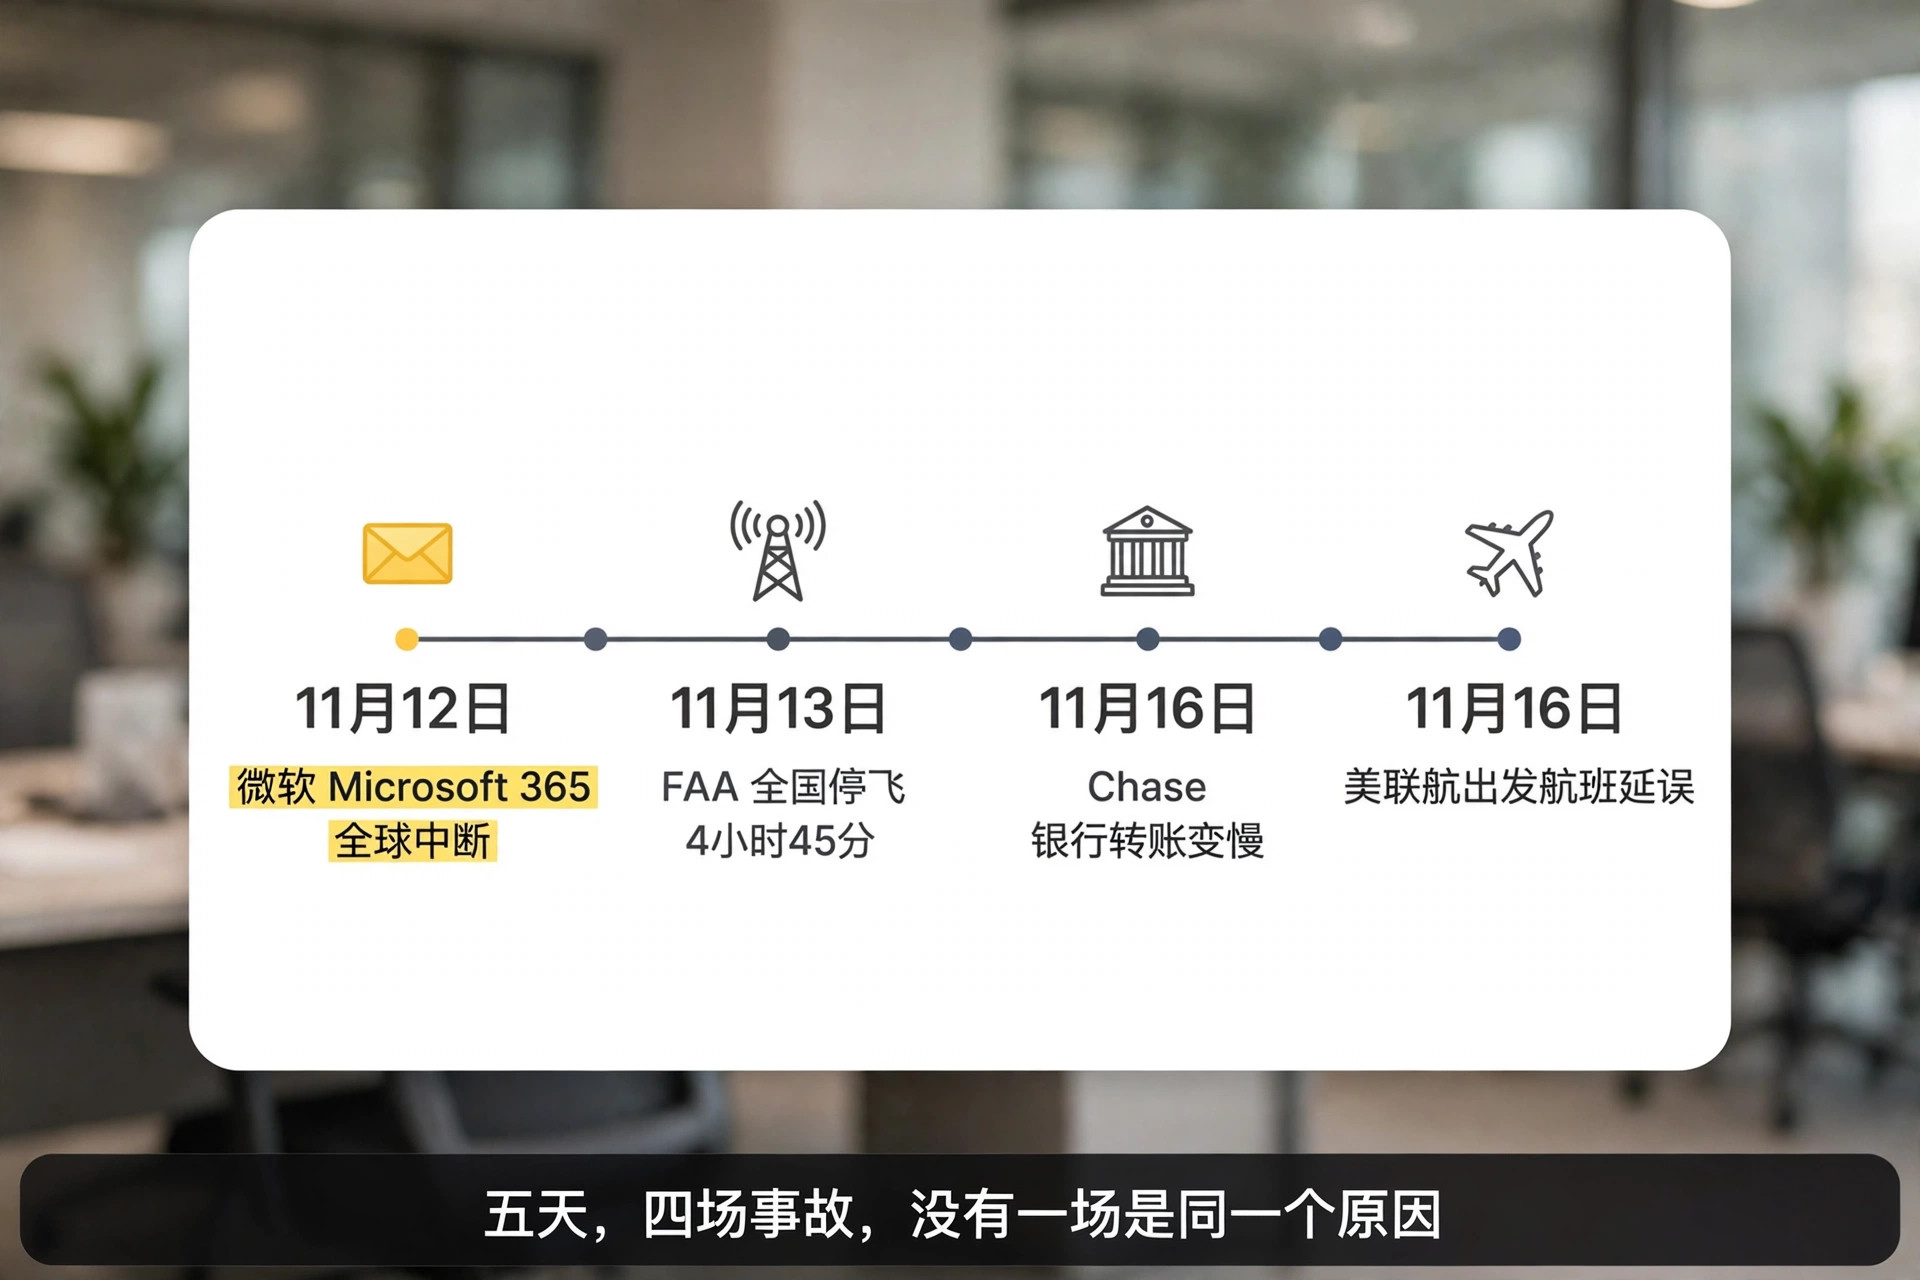 11月12日
微软 Microsoft 365
全球中断
11月13日
FAA 全国停飞
4小时45分
11月16日
Chase
银行转账变慢
11月16日
美联航出发航班延误
五天，四场事故，没有一场是同一个原因